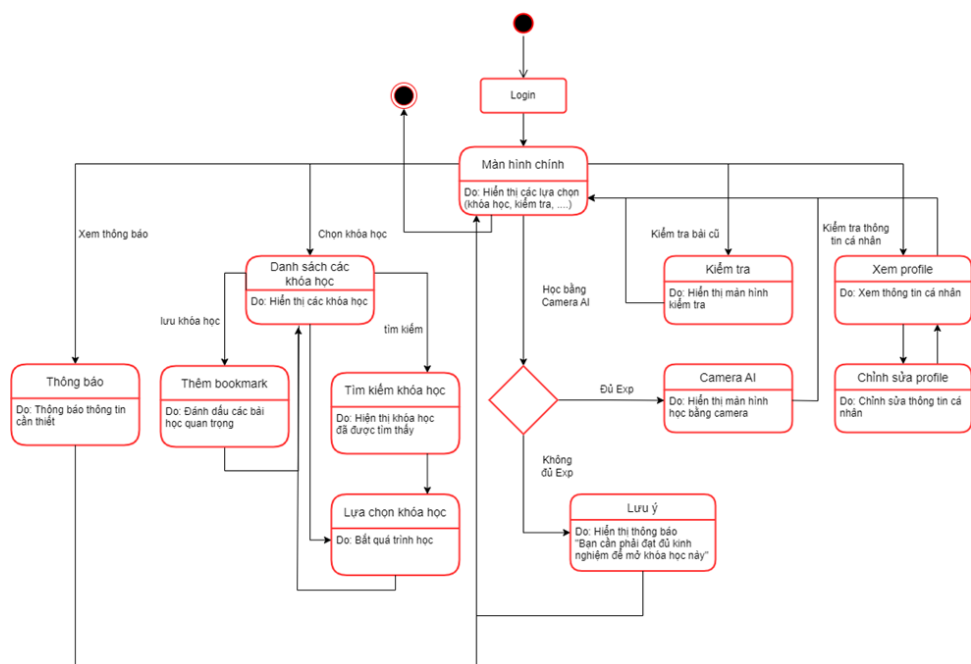 Login
Màn hình chính
Do: Hiển thị các lựa chọn
(khóa học, kiểm tra, ....)
Xem thông báo
Chọn khóa học
Kiểm tra bài cũ
Kiểm tra thông
tin cá nhân
Danh sách các
khóa học
Do: Hiển thị các khóa học
Học bằng
Camera AI
Kiểm tra
Do: Hiển thị màn hình
kiểm tra
Xem profile
Do: Xem thông tin cá nhân
lưu khóa học
tìm kiếm
Thông báo
Do: Thông báo thông tin
cần thiết
Thêm bookmark
Do: Đánh dấu các bài
học quan trọng
Tìm kiếm khóa học
Do: Hiện thị khóa học
đã được tìm thấy
Đủ Exp
Camera AI
Do: Hiển thị màn hình
học bằng camera
Chỉnh sửa profile
Do: Chỉnh sửa thông tin cá
nhân
Không
đủ Exp
Lựa chọn khóa học
Do: Bắt quá trình học
Lưu ý
Do: Hiển thị thông báo
"Bạn cần phải đạt đủ kinh
nghiệm để mở khóa học này"